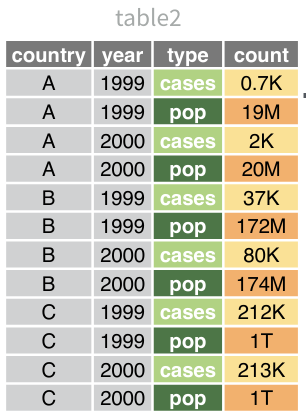 table2
country year type count
A 1999 cases 0.7K
A 1999 pop 19M
A 2000 cases 2K
A 2000 pop 20M
B 1999 cases 37K
B 1999 pop 172M
B 2000 cases 80K
B 2000 pop 174M
C 1999 cases 212K
C 1999 pop 1T
C 2000 cases 213K
C 2000 pop 1T